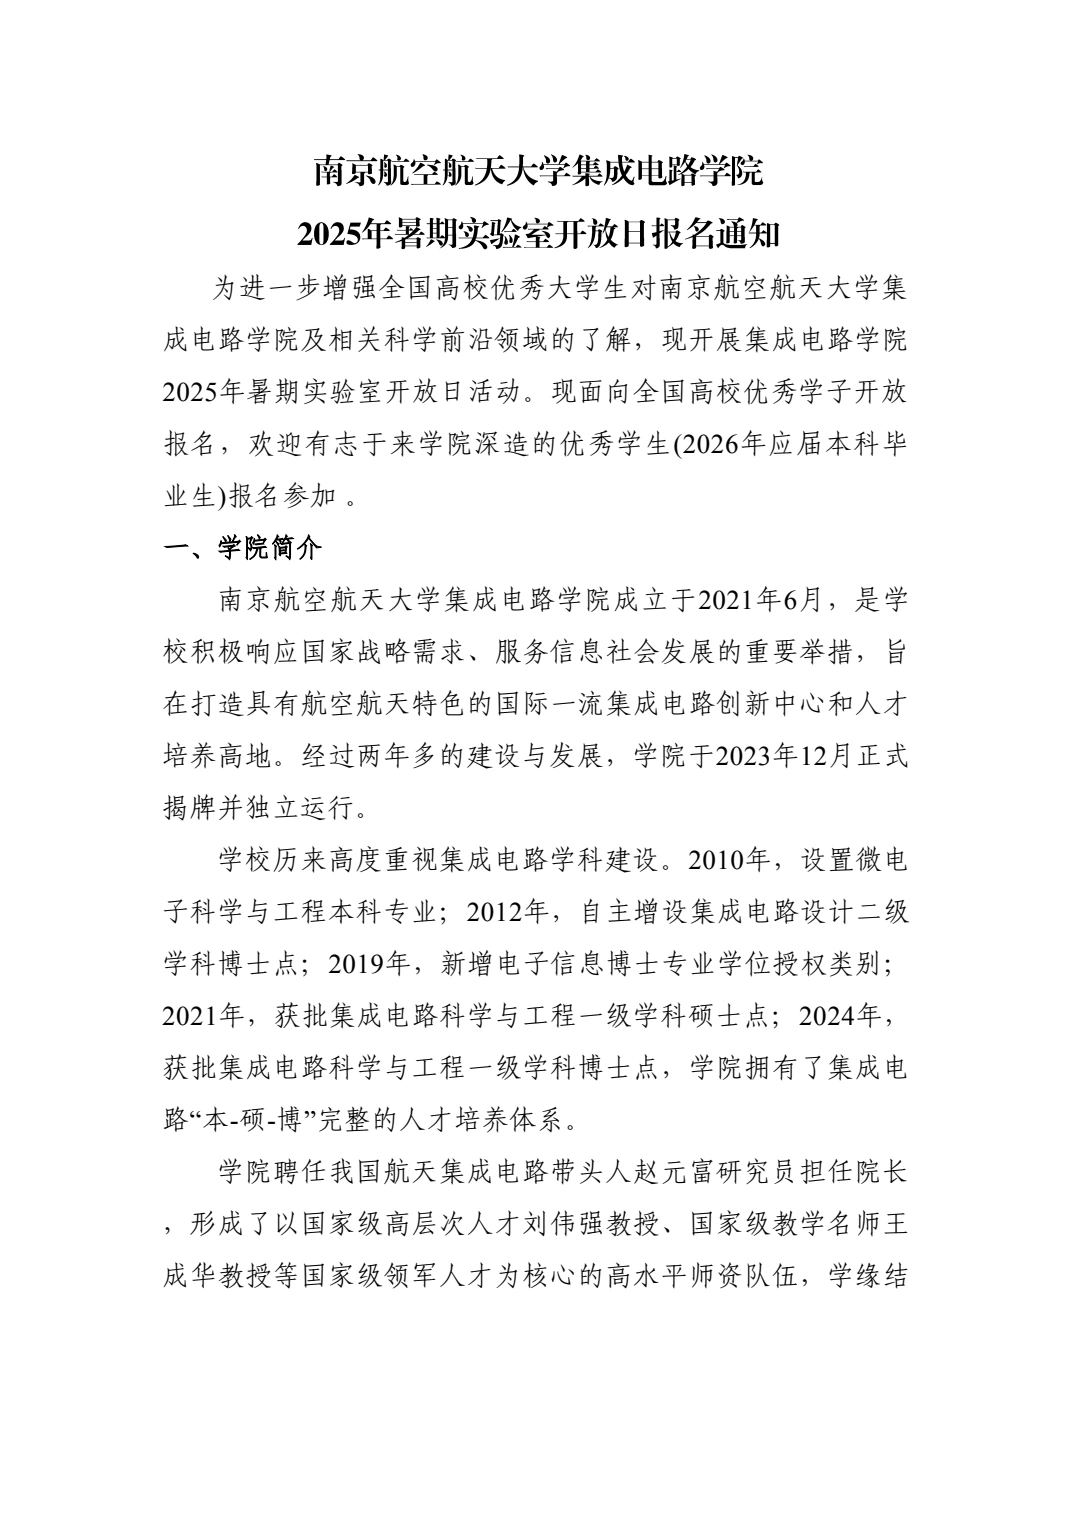 南京航空航天大学集成电路学院
2025年暑期实验室开放日报名通知
为进一步增强全国高校优秀大学生对南京航空航天大学集
成电路学院及相关科学前沿领域的了解，现开展集成电路学院
2025年暑期实验室开放日活动。现面向全国高校优秀学子开放
报名，欢迎有志于来学院深造的优秀学生(2026年应届本科毕
业生)报名参加 。
一、学院简介
南京航空航天大学集成电路学院成立于2021年6月，是学
校积极响应国家战略需求、服务信息社会发展的重要举措，旨
在打造具有航空航天特色的国际一流集成电路创新中心和人才
培养高地。经过两年多的建设与发展，学院于2023年12月正式
揭牌并独立运行。
学校历来高度重视集成电路学科建设。2010年，设置微电
子科学与工程本科专业；2012年，自主增设集成电路设计二级
学科博士点；2019年，新增电子信息博士专业学位授权类别；
2021年，获批集成电路科学与工程一级学科硕士点；2024年，
获批集成电路科学与工程一级学科博士点，学院拥有了集成电
路“本-硕-博”完整的人才培养体系。
学院聘任我国航天集成电路带头人赵元富研究员担任院长
，形成了以国家级高层次人才刘伟强教授、国家级教学名师王
成华教授等国家级领军人才为核心的高水平师资队伍，学缘结